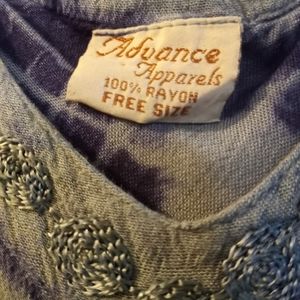 Advance
Apparels
100% RAYON
FREE SIZE